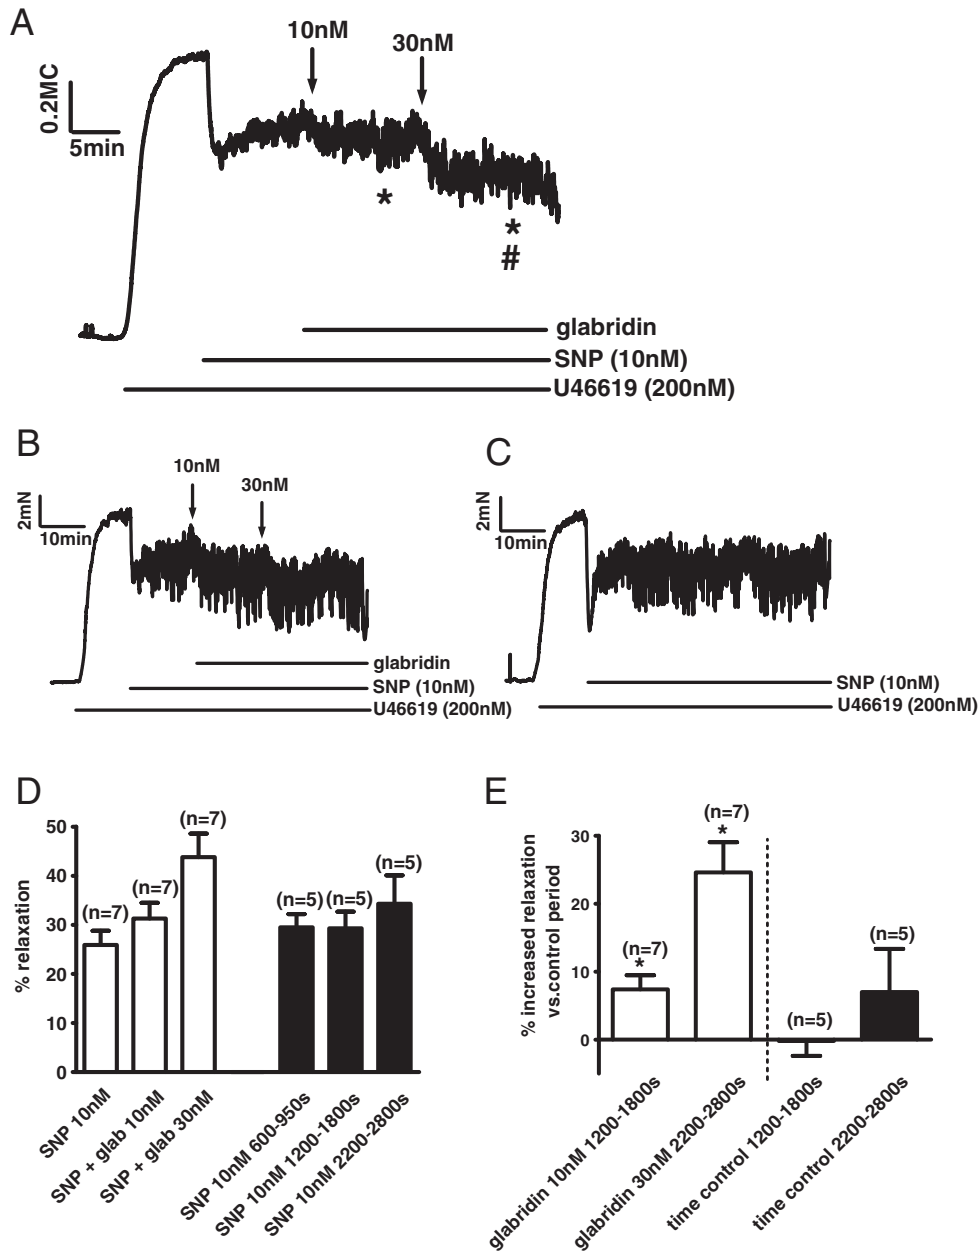 A
10nM
30nM
0.2MC
5min
*
*
#
glabridin
SNP (10nM)
U46619 (200nM)
B
10nM
30nM
2mN
10min
glabridin
SNP (10nM)
U46619 (200nM)
C
2mN
10min
SNP (10nM)
U46619 (200nM)
D
% relaxation
50
40
30
20
10
0
(n=7)
(n=7)
(n=7)
(n=5)
(n=5)
(n=5)
SNP 10nM
SNP + glab 10nM
SNP + glab 30nM
SNP 10nM 600-950s
SNP 10nM 1200-1800s
SNP 10nM 2200-2800s
E
% increased relaxation
vs.control period
30
20
10
0
(n=7)
*
(n=7)
*
(n=5)
(n=5)
glabridin 10nM 1200-1800s
glabridin 30nM 2200-2800s
time control 1200-1800s
time control 2200-2800s